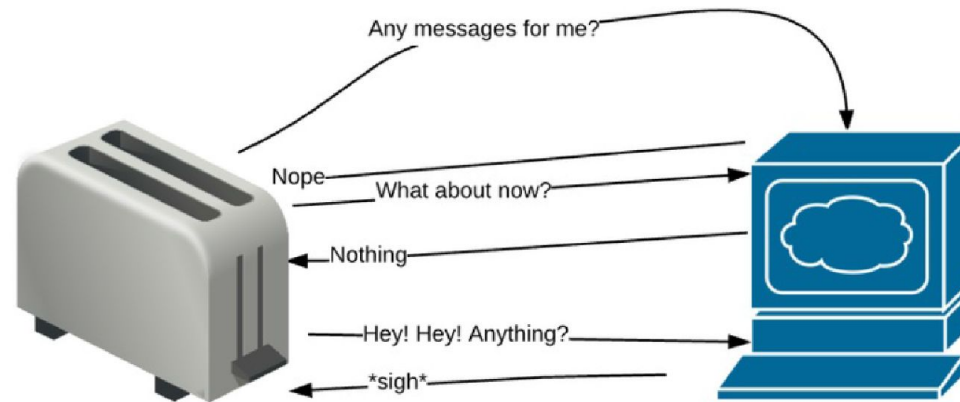 Any messages for me?
Nope
What about now?
Nothing
Hey! Hey! Anything?
*sigh*